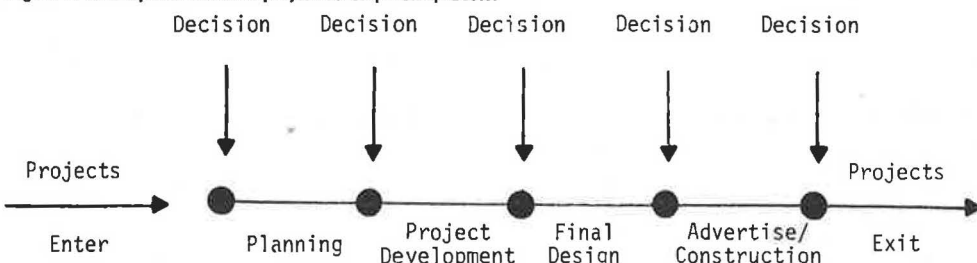 Decision Decision Decision Decision Decision
Projects Projects
Enter Planning Project Development Final Design Advertise/ Construction Exit